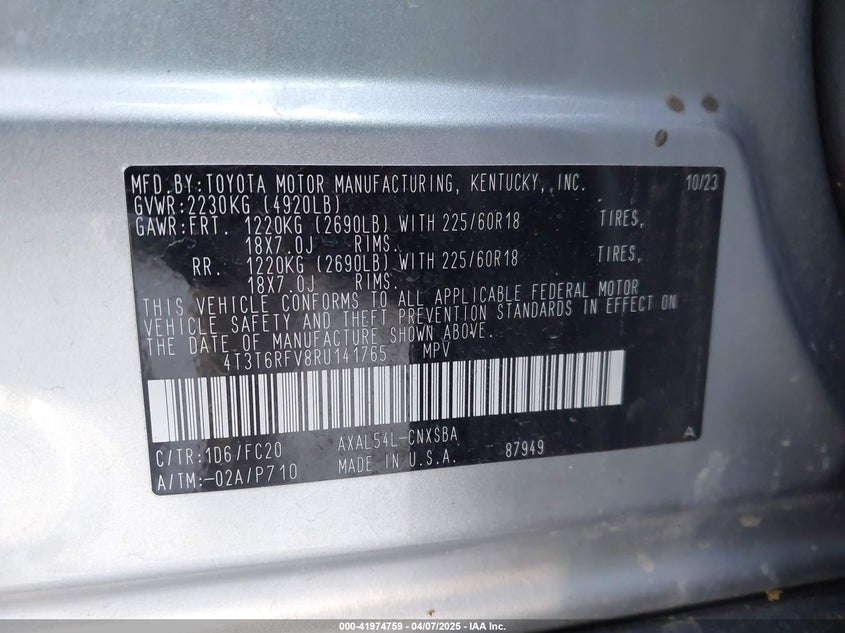 MFD.BY:TOYOTA MOTOR MANUFACTURING, KENTUCKY, INC. 10/23
GVWR:2230KG (4920LB)
GAWR:FRT. 1220KG (2690LB) WITH 225/60R18 TIRES,
18X7.0J RIMS.
RR. 1220KG (2690LB) WITH 225/60R18 TIRES,
18X7.0J RIMS.
THIS VEHICLE CONFORMS TO ALL APPLICABLE FEDERAL MOTOR
VEHICLE SAFETY AND THEFT PREVENTION STANDARDS IN EFFECT ON
THE DATE OF MANUFACTURE SHOWN ABOVE.
4T3T6RFV8RU141765 MPV
C/TR:1D6/FC20 AXAL54L-CNXSBA A
A/TM:-02A/P710 MADE IN U.S.A. 87949
000-41974759 - 04/07/2025 - IAA Inc.